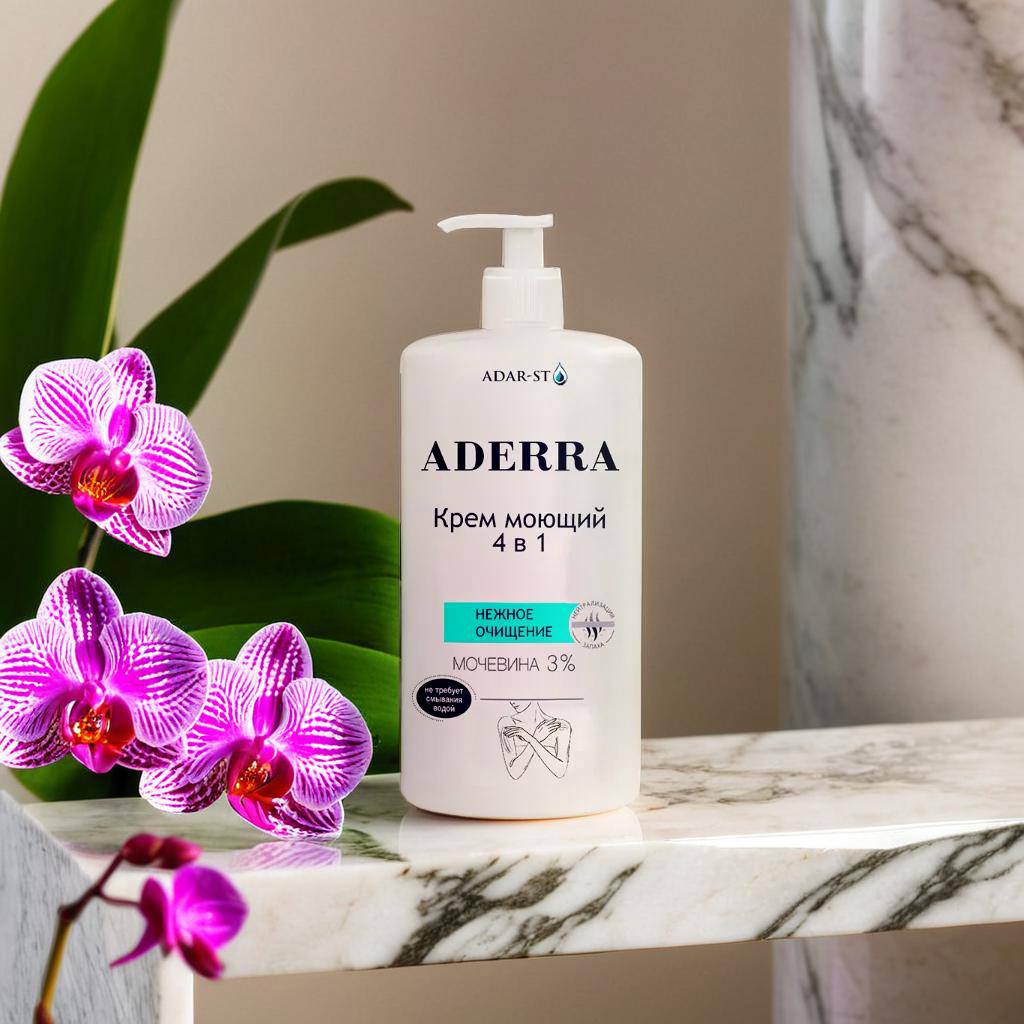 ADAR-ST
ADERRA
Крем моющий
4 в 1
НЕЖНОЕ
ОЧИЩЕНИЕ
НЕЙТРАЛИЗАЦИЯ
ЗАПАХА
МОЧЕВИНА 3%
не требует
смывания
водой